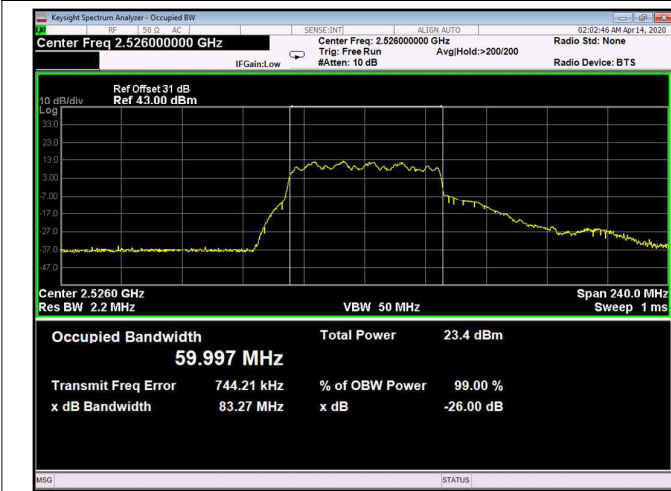 Keysight Spectrum Analyzer - Occupied BW
LXI RF 50 Ω AC SENSE:INT ALIGN AUTO 02:02:46 AM Apr 14, 2020
Center Freq 2.526000000 GHz
Center Freq: 2.526000000 GHz
Radio Std: None
Trig: Free Run Avg|Hold:>200/200
IFGain:Low #Atten: 10 dB Radio Device: BTS
Ref Offset 31 dB
10 dB/div Ref 43.00 dBm
Log
33.0
23.0
13.0
3.00
-7.00
-17.0
-27.0
-37.0
-47.0
Center 2.5260 GHz Span 240.0 MHz
Res BW 2.2 MHz VBW 50 MHz Sweep 1 ms
Occupied Bandwidth Total Power 23.4 dBm
59.997 MHz
Transmit Freq Error 744.21 kHz % of OBW Power 99.00 %
x dB Bandwidth 83.27 MHz x dB -26.00 dB
MSG STATUS